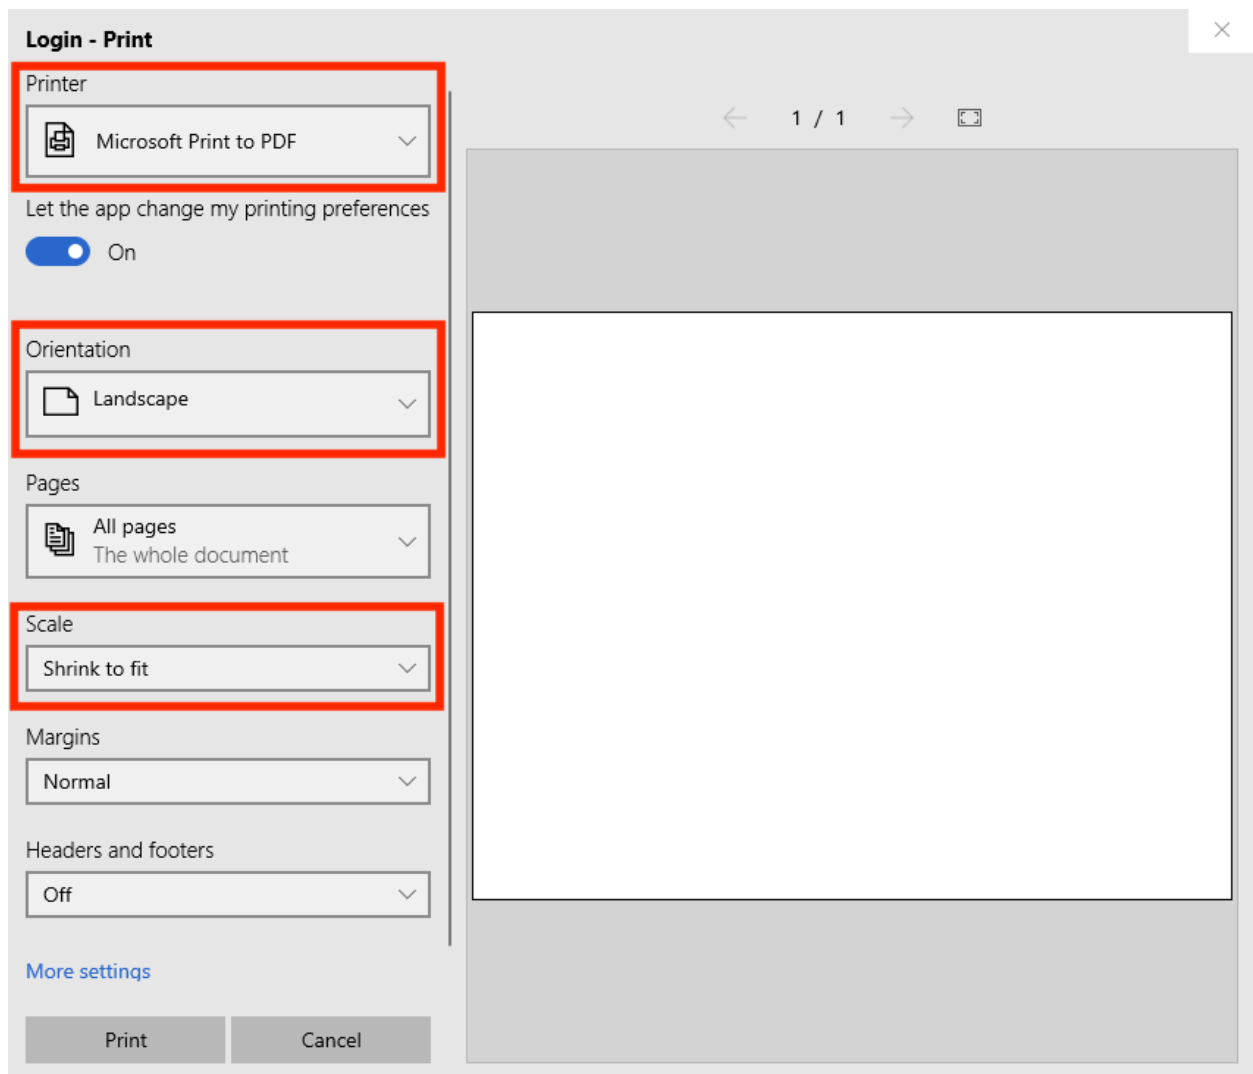 Login - Print
Printer
Microsoft Print to PDF
Let the app change my printing preferences
On
Orientation
Landscape
Pages
All pages
The whole document
Scale
Shrink to fit
Margins
Normal
Headers and footers
Off
More settings
Print
Cancel
1 / 1